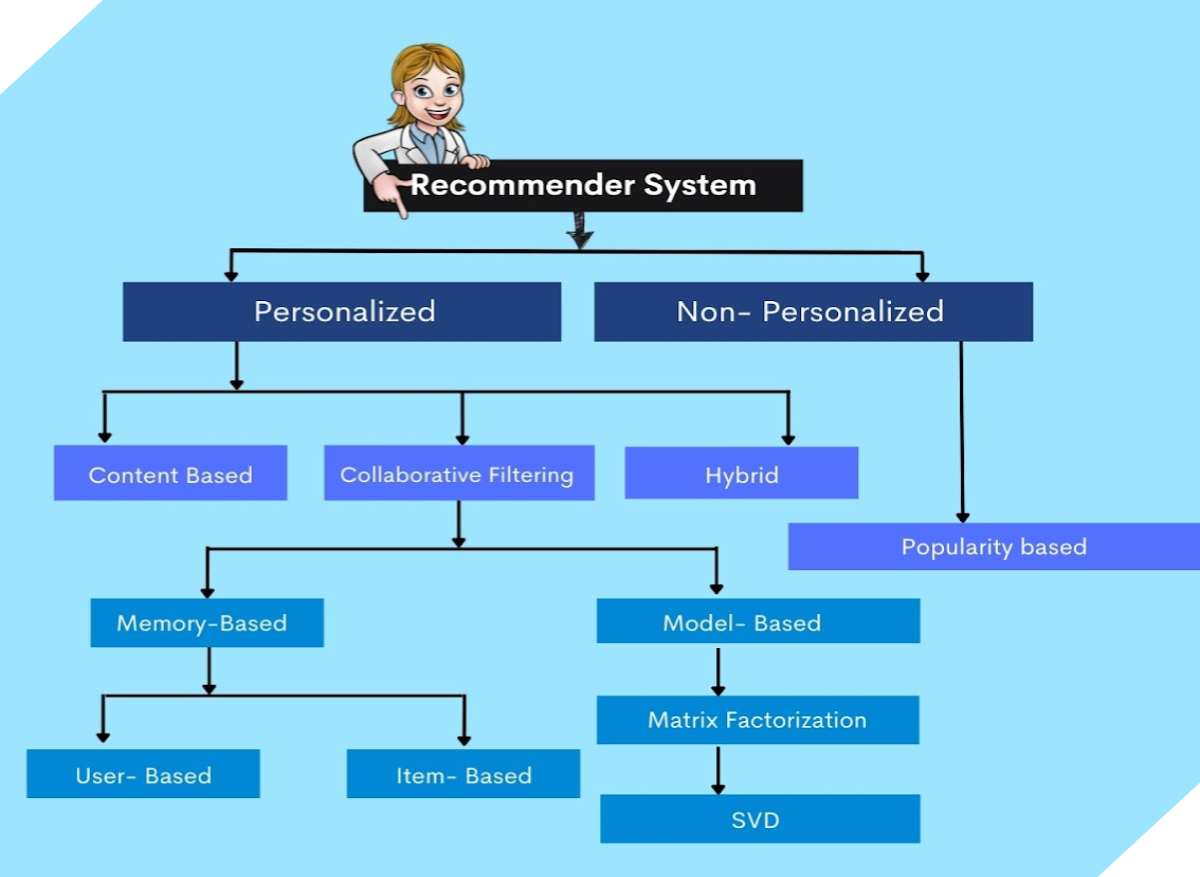 Recommender System
Personalized
Non- Personalized
Content Based
Collaborative Filtering
Hybrid
Popularity based
Memory-Based
Model- Based
Matrix Factorization
User- Based
Item- Based
SVD